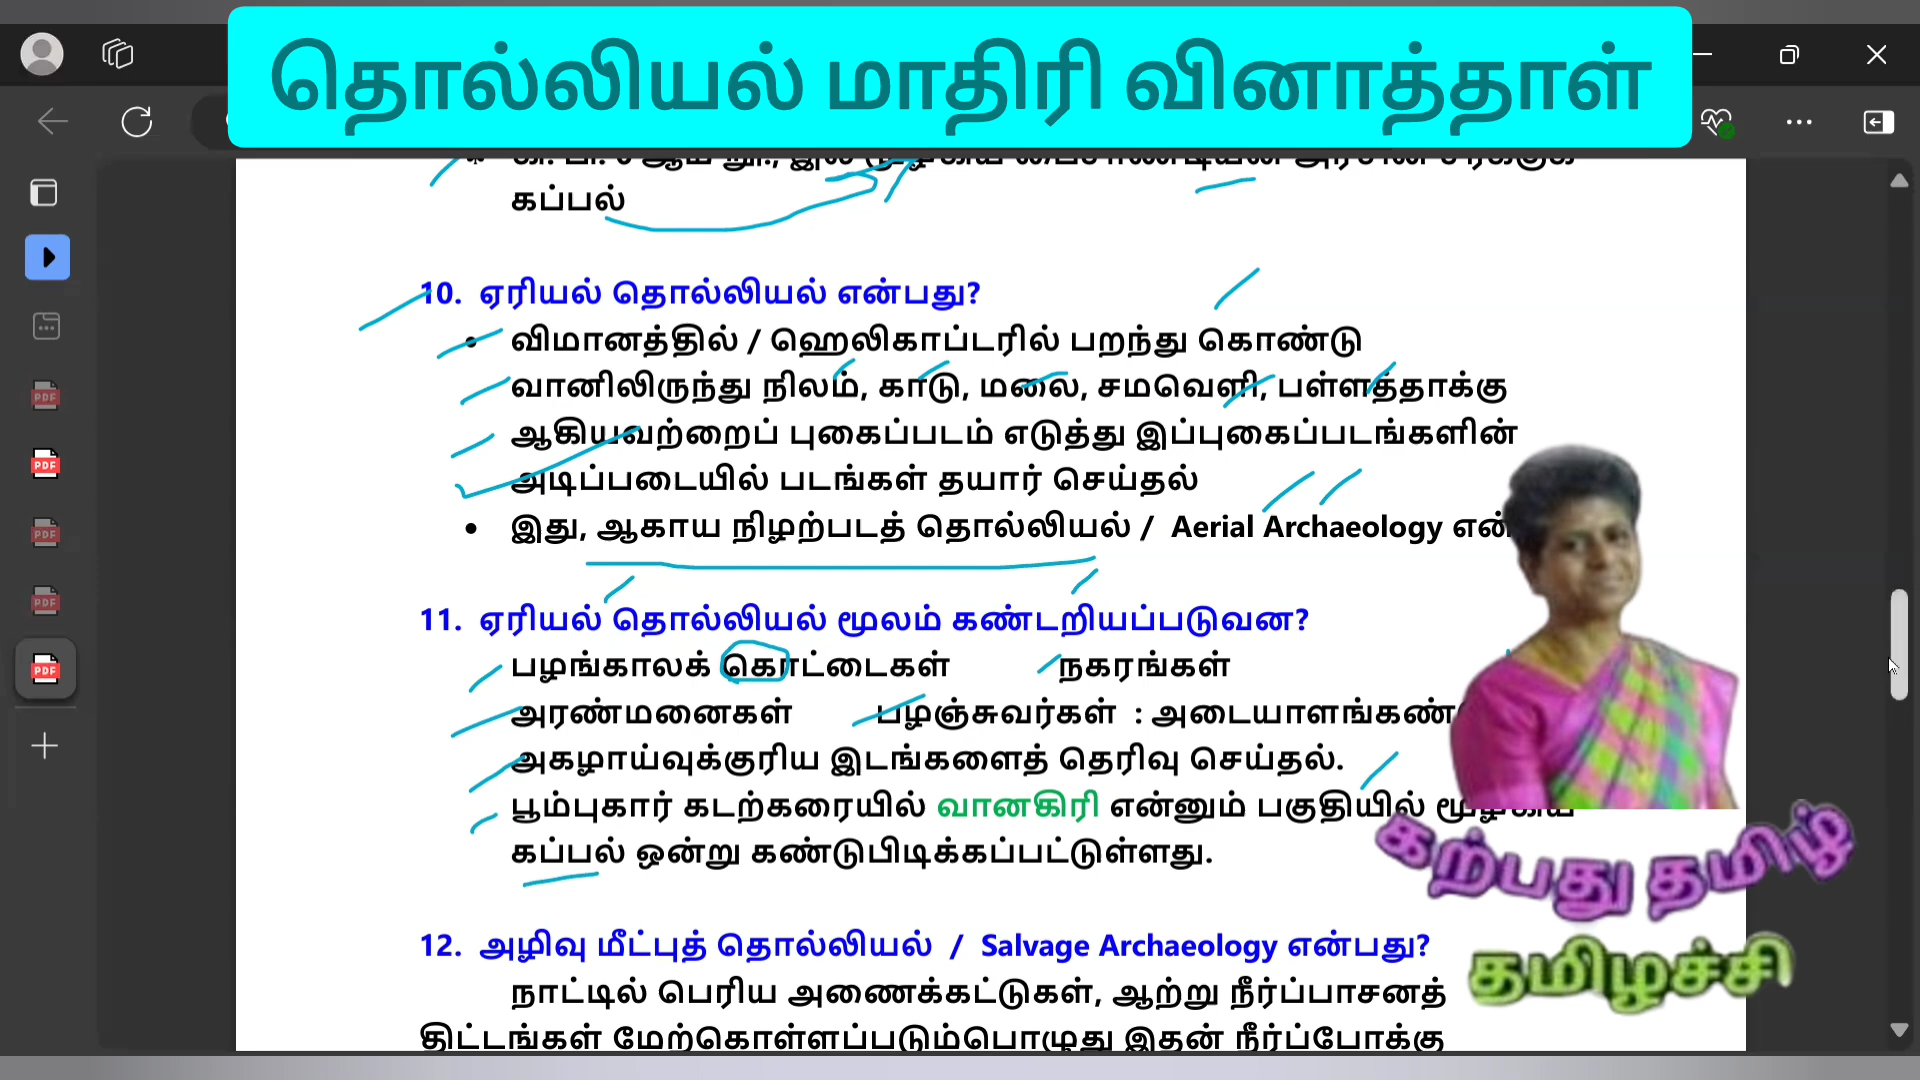 தொல்லியல் மாதிரி வினாத்தாள்
கப்பல்
10. ஏரியல் தொல்லியல் என்பது?
• விமானத்தில் / ஹெலிகாப்டரில் பறந்து கொண்டு
வானிலிருந்து நிலம், காடு, மலை, சமவெளி, பள்ளத்தாக்கு
ஆகியவற்றைப் புகைப்படம் எடுத்து இப்புகைப்படங்களின்
அடிப்படையில் படங்கள் தயார் செய்தல்
• இது, ஆகாய நிழற்படத் தொல்லியல் / Aerial Archaeology
11. ஏரியல் தொல்லியல் மூலம் கண்டறியப்படுவன?
பழங்காலக் கொட்டைகள் நகரங்கள்
அரண்மனைகள் பழஞ்சுவர்கள் :
அகழாய்வுக்குரிய இடங்களைத் தெரிவு செய்தல்.
பூம்புகார் கடற்கரையில் வானகிரி என்னும் பகுதியில் மூழ்கிய
கப்பல் ஒன்று கண்டுபிடிக்கப்பட்டுள்ளது.
கற்பது தமிழ்
தமிழச்சி
12. அழிவு மீட்புத் தொல்லியல் / Salvage Archaeology என்பது?
நாட்டில் பெரிய அணைக்கட்டுகள், ஆற்று நீர்ப்பாசனத்
திட்டங்கள் மேற்கொள்ளப்படும்பொழுது இதன் நீர்ப்போக்கு
PDF
PDF
PDF
PDF
PDF